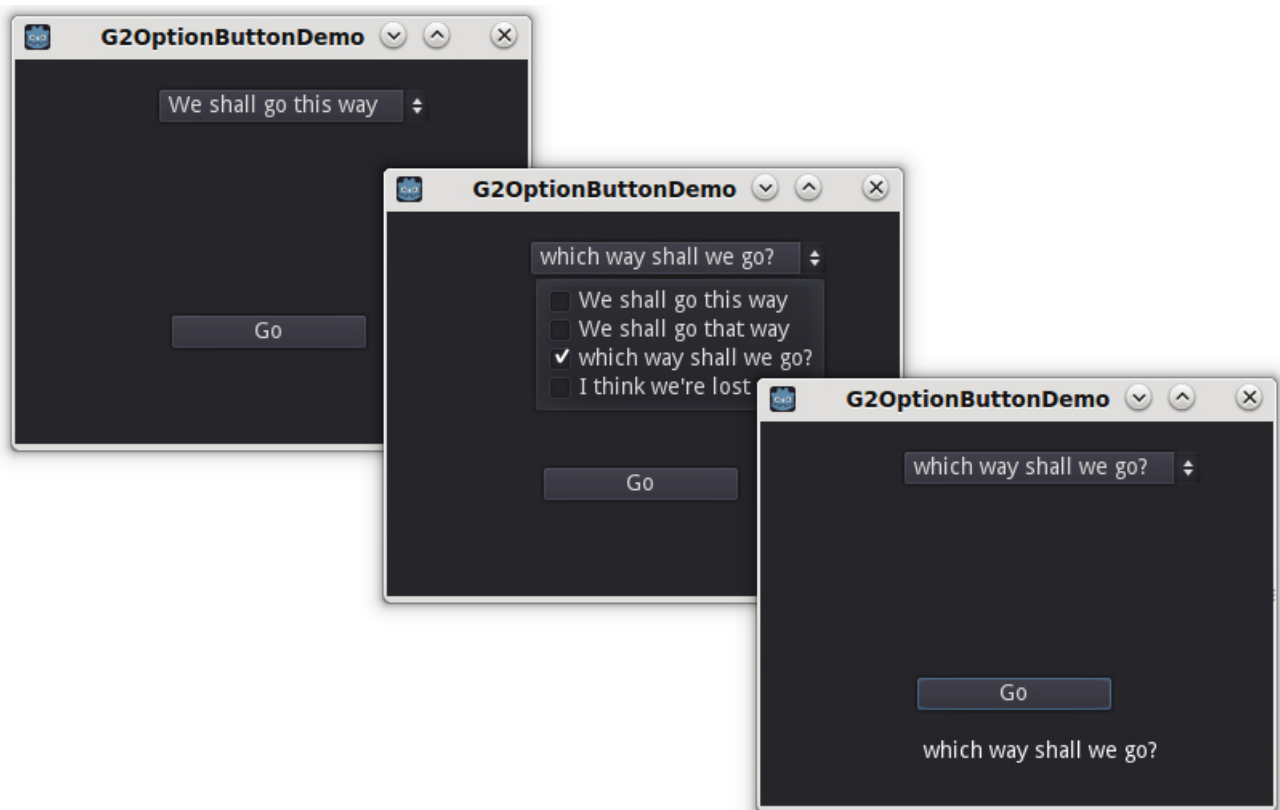 G2OptionButtonDemo
We shall go this way
Go
G2OptionButtonDemo
which way shall we go?
We shall go this way
We shall go that way
which way shall we go?
I think we're lost
Go
G2OptionButtonDemo
which way shall we go?
Go
which way shall we go?